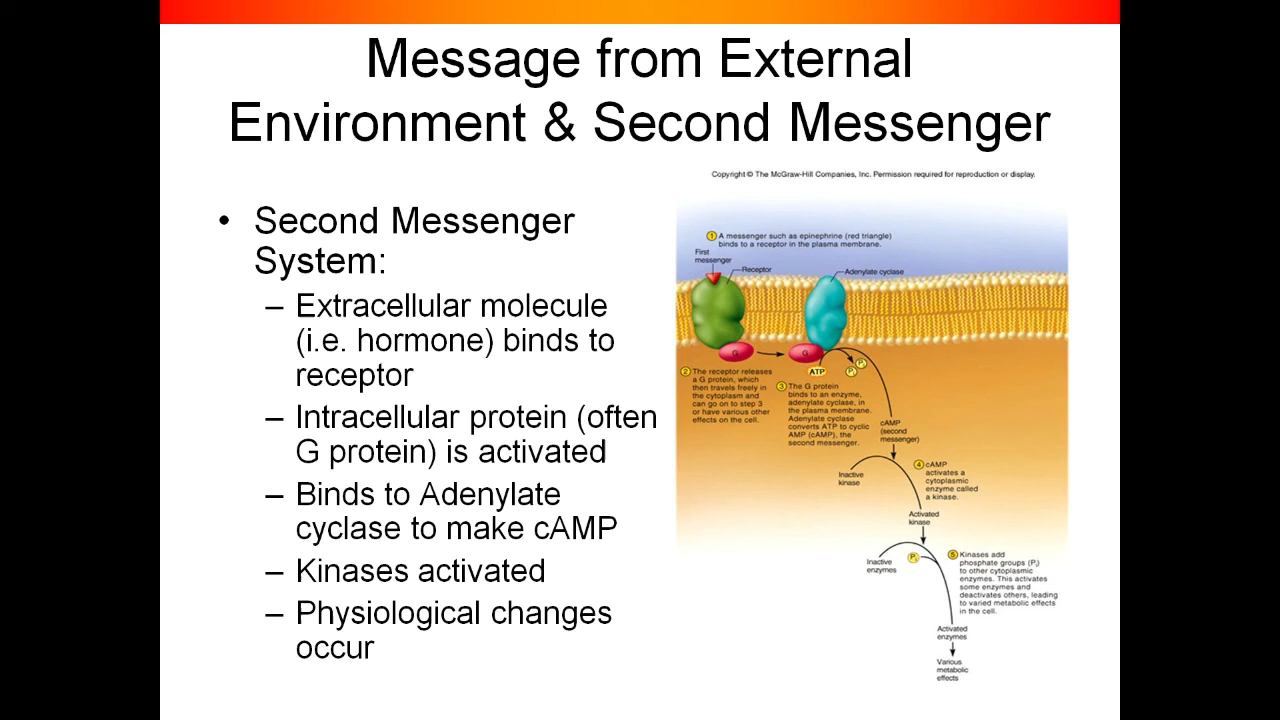 Message from External
Environment & Second Messenger
Copyright © The McGraw-Hill Companies, Inc. Permission required for reproduction or display.
• Second Messenger
System:
– Extracellular molecule
(i.e. hormone) binds to
receptor
– Intracellular protein (often
G protein) is activated
– Binds to Adenylate
cyclase to make cAMP
– Kinases activated
– Physiological changes
occur
1 A messenger such as epinephrine (red triangle)
binds to a receptor in the plasma membrane.
First
messenger
Receptor
Adenylate cyclase
G
G
ATP
Pi
Pi
2 The receptor releases
a G protein, which
then travels freely in
the cytoplasm and
can go on to step 3
or have various other
effects on the cell.
3 The G protein
binds to an enzyme,
adenylate cyclase, in
the plasma membrane.
Adenylate cyclase
converts ATP to cyclic
AMP (cAMP), the
second messenger.
cAMP
(second
messenger)
Inactive
kinase
4 cAMP
activates a
cytoplasmic
enzyme called
a kinase.
Activated
kinase
Inactive
enzymes
Pi
5 Kinases add
phosphate groups (Pi)
to other cytoplasmic
enzymes. This activates
some enzymes and
deactivates others, leading
to varied metabolic effects
in the cell.
Activated
enzymes
Various
metabolic
effects